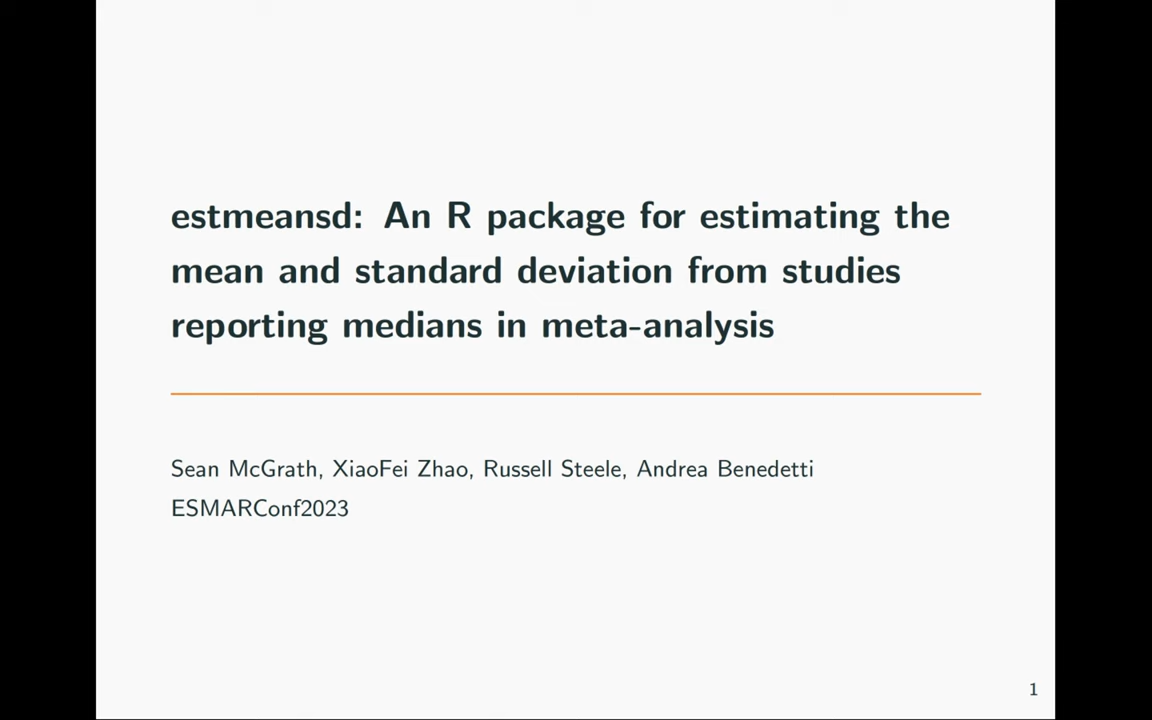 estmeansd: An R package for estimating the
mean and standard deviation from studies
reporting medians in meta-analysis
Sean McGrath, XiaoFei Zhao, Russell Steele, Andrea Benedetti
ESMARConf2023
1